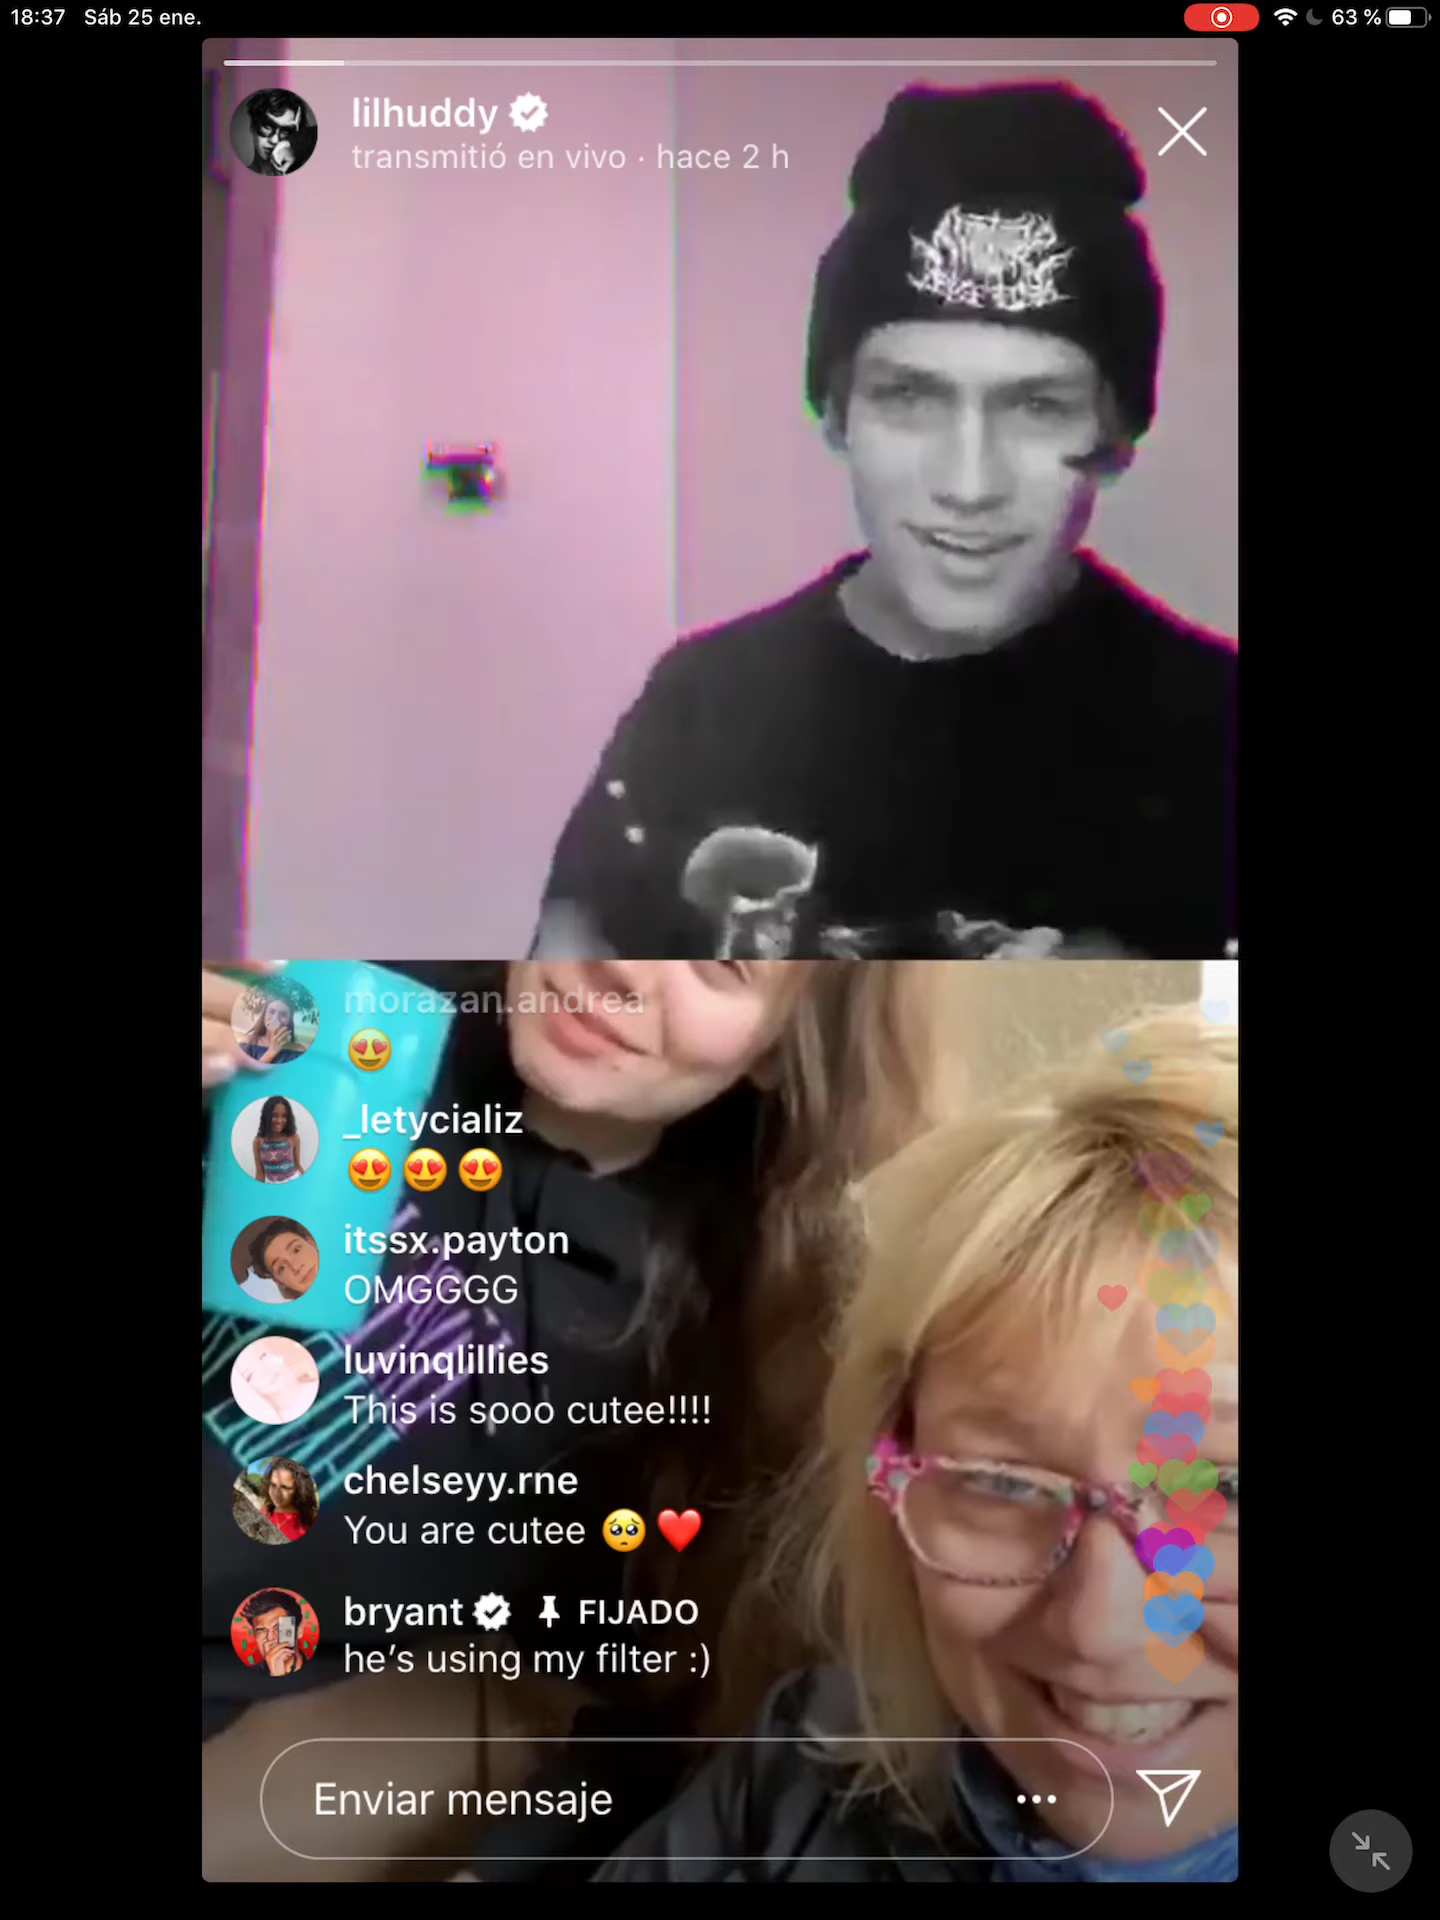 18:37 Sáb 25 ene.
63 %
lilhuddy
transmitió en vivo · hace 2 h
morazan.andrea
😍
_letycializ
😍😍😍
itssx.payton
OMGGGG
luvinqlillies
This is sooo cutee!!!!
chelseyy.rne
You are cutee 🥺❤️
bryant FIJADO
he's using my filter :)
Enviar mensaje